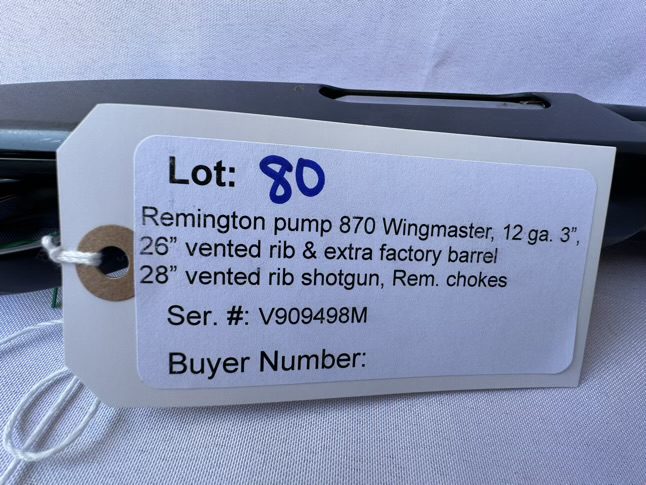 Lot: 80
Remington pump 870 Wingmaster, 12 ga. 3”,
26” vented rib & extra factory barrel
28” vented rib shotgun, Rem. chokes
Ser. #: V909498M
Buyer Number: